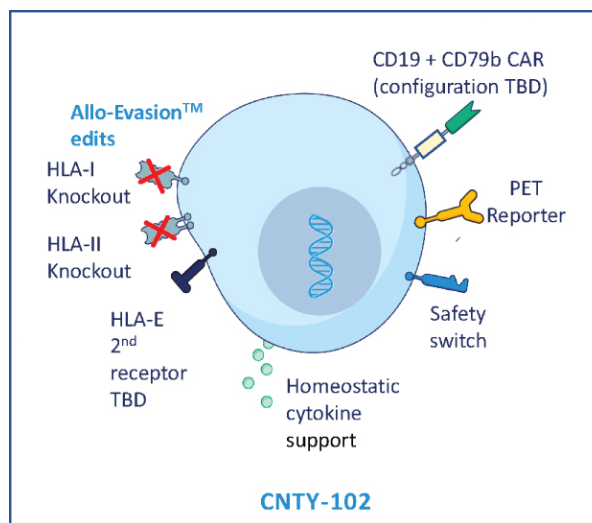 CD19 + CD79b CAR
(configuration TBD)
Allo-Evasion™
edits
HLA-I
Knockout
HLA-II
Knockout
PET
Reporter
HLA-E
2nd
receptor
TBD
Safety
switch
Homeostatic
cytokine
support
CNTY-102